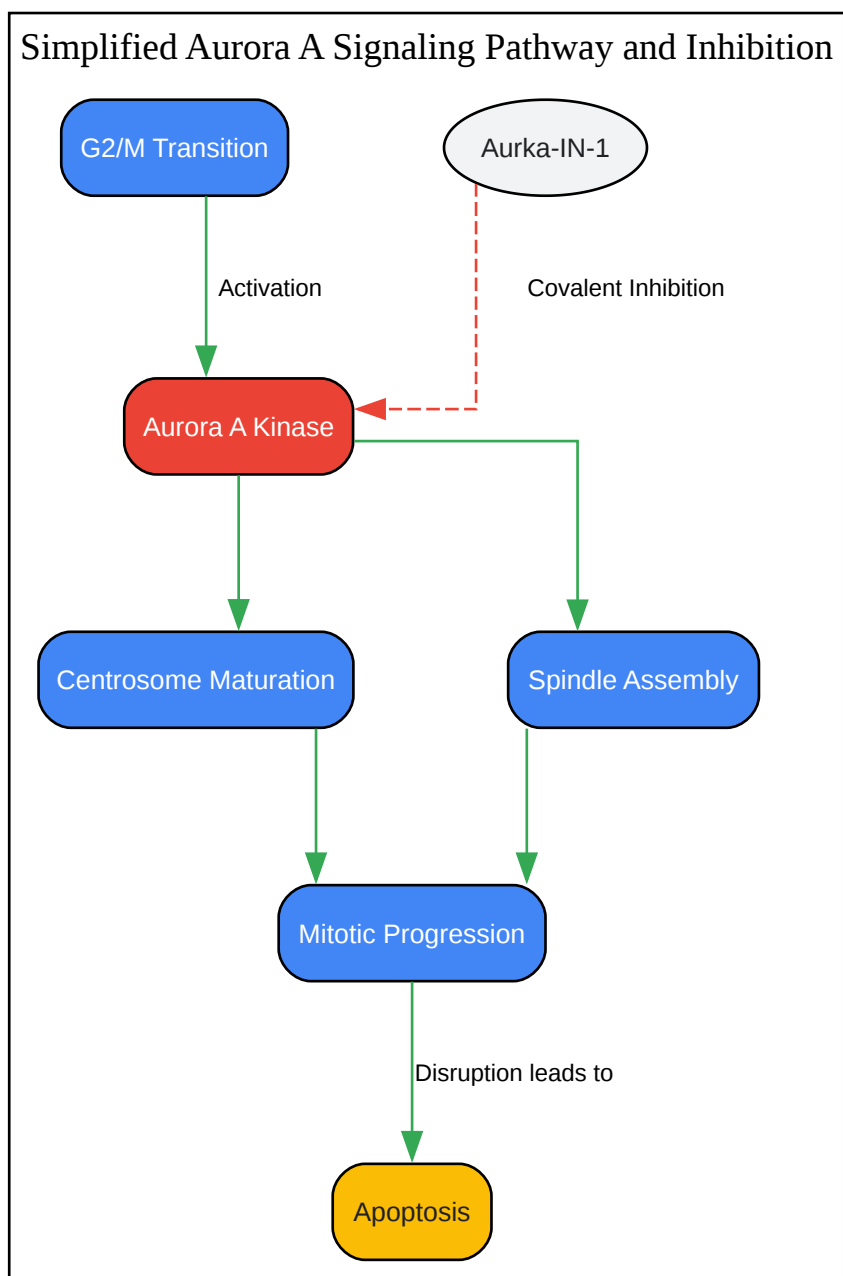 Simplified Aurora A Signaling Pathway and Inhibition
G2/M Transition
Aurka-IN-1
Activation
Covalent Inhibition
Aurora A Kinase
Centrosome Maturation
Spindle Assembly
Mitotic Progression
Disruption leads to
Apoptosis